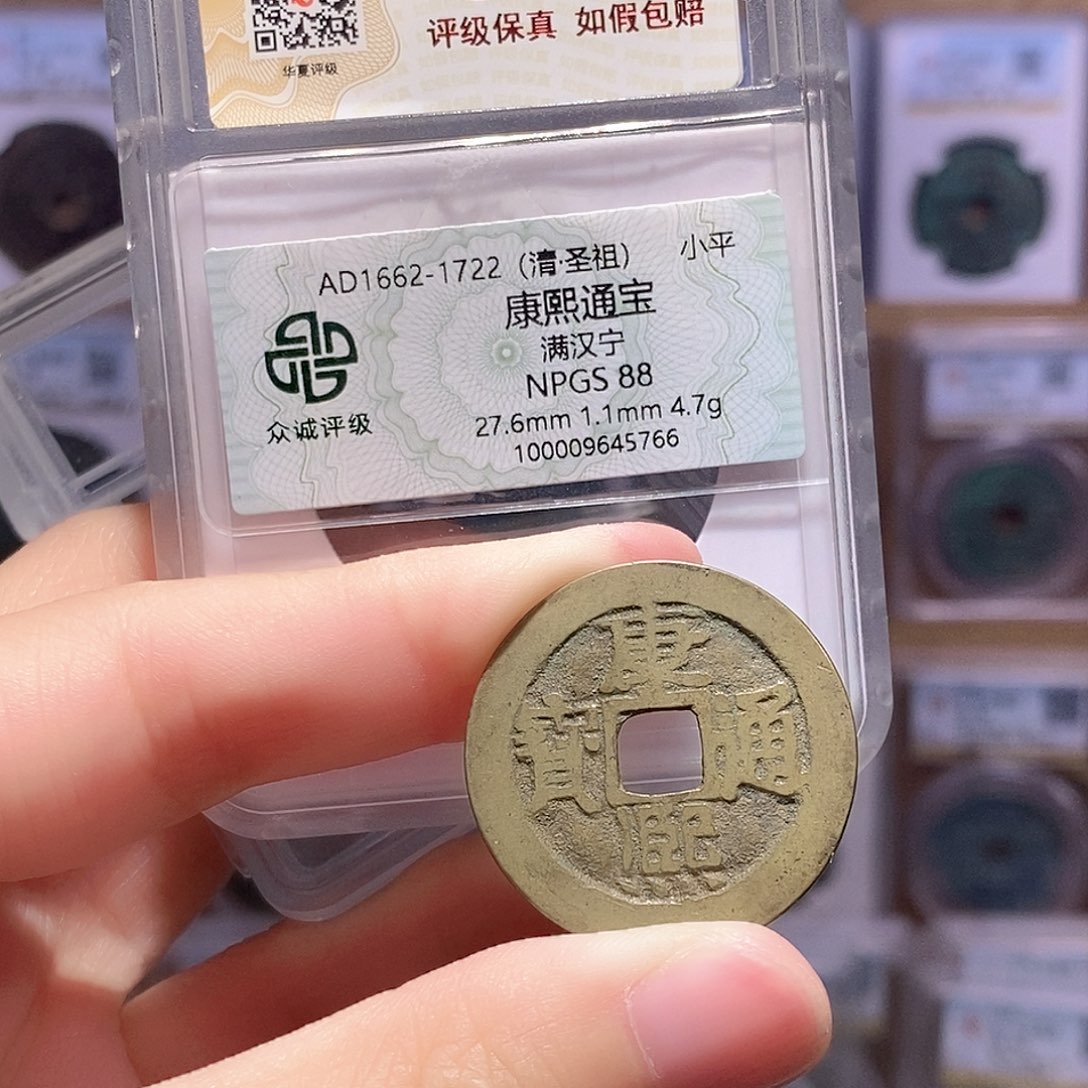 评级保真 如假包赔
华夏评级
AD1662-1722（清·圣祖） 小平
康熙通宝
满汉宁
NPGS 88
27.6mm 1.1mm 4.7g
100009645766
众诚评级
康熙通寶